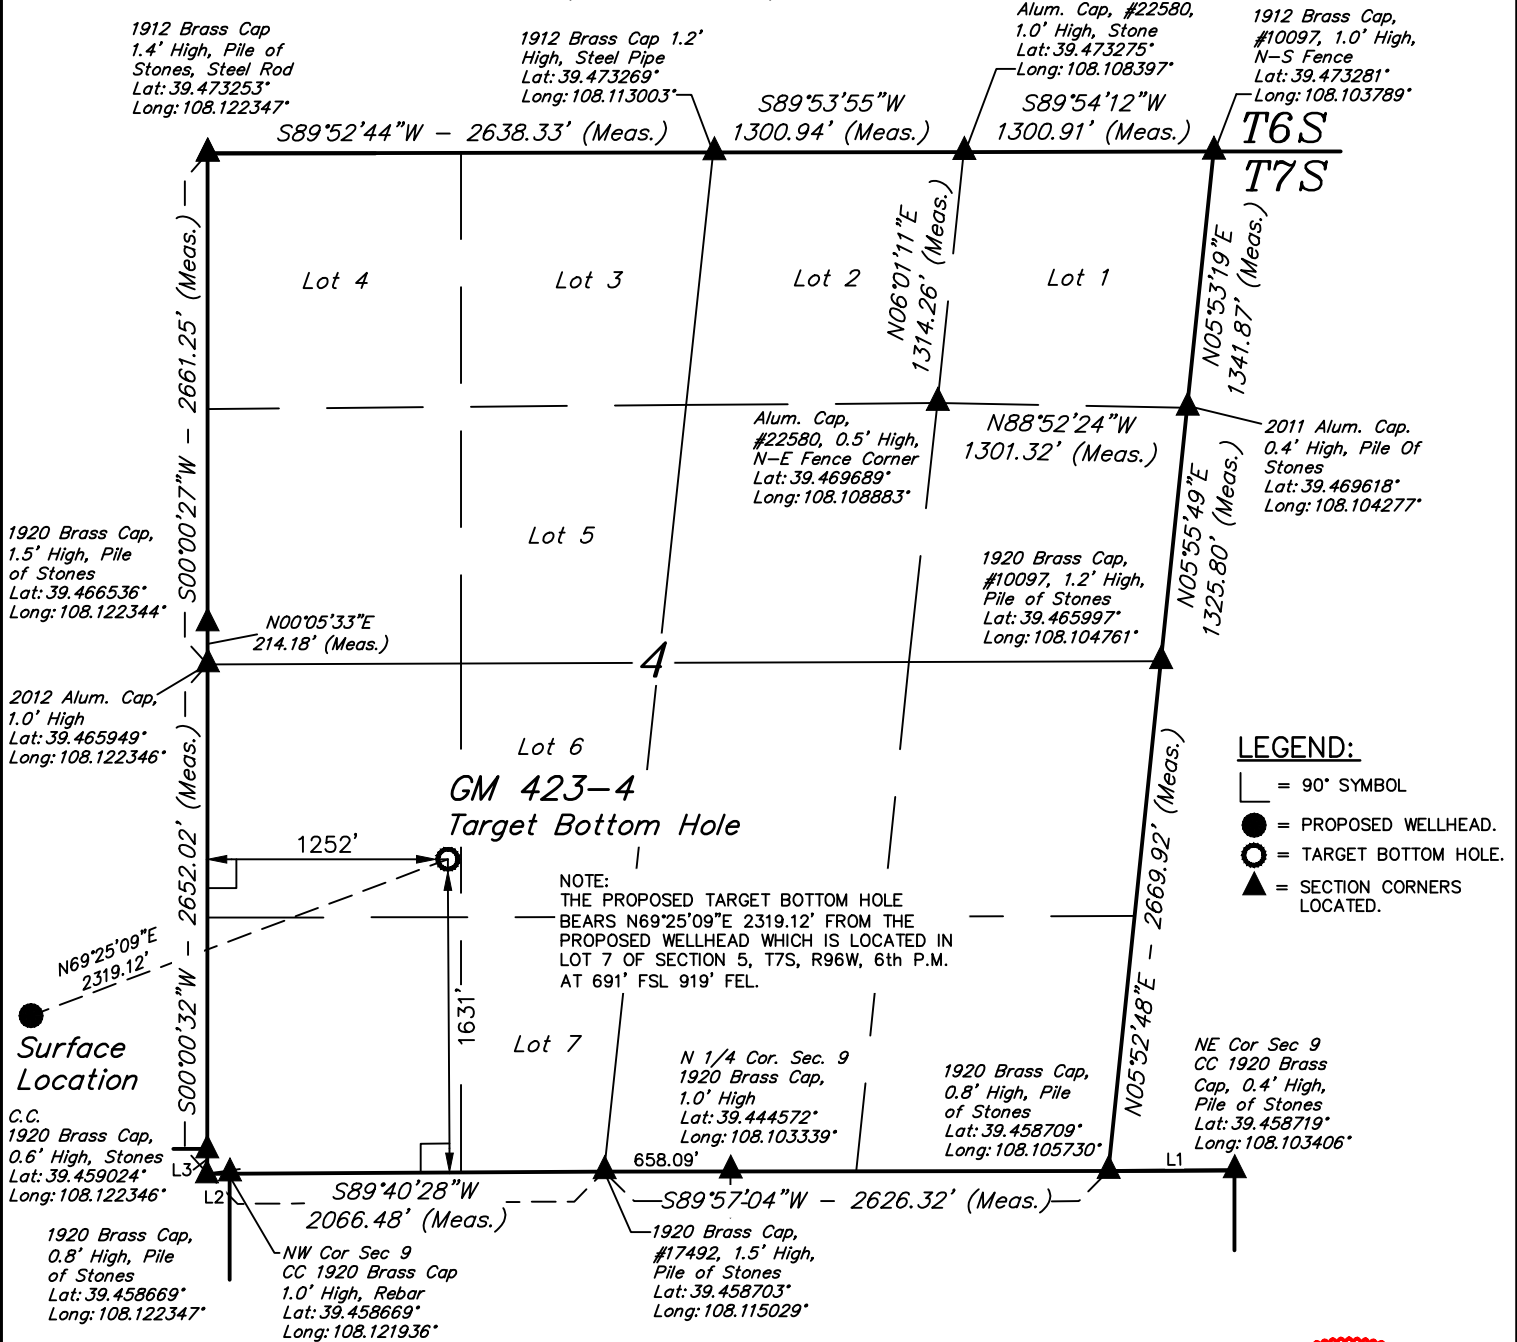 1912 Brass Cap
1.4' High, Pile of
Stones, Steel Rod
Lat: 39.473253°
Long: 108.122347°
1912 Brass Cap 1.2'
High, Steel Pipe
Lat: 39.473269°
Long: 108.113003°
Alum. Cap, #22580,
1.0' High, Stone
Lat: 39.473275°
Long: 108.108397°
1912 Brass Cap,
#10097, 1.0' High,
N-S Fence
Lat: 39.473281°
Long: 108.103789°
S89°52'44"W - 2638.33' (Meas.)
S89°53'55"W
1300.94' (Meas.)
S89°54'12"W
1300.91' (Meas.)
T6S
T7S
S00°00'27"W - 2661.25' (Meas.)
Lot 4
Lot 3
Lot 2
Lot 1
N06°01'11"E
1314.26' (Meas.)
N05°53'19"E
1341.87' (Meas.)
Alum. Cap,
#22580, 0.5' High,
N-E Fence Corner
Lat: 39.469689°
Long: 108.108883°
N88°52'24"W
1301.32' (Meas.)
2011 Alum. Cap.
0.4' High, Pile Of
Stones
Lat: 39.469618°
Long: 108.104277°
N05°55'49"E
1325.80' (Meas.)
Lot 5
1920 Brass Cap,
1.5' High, Pile
of Stones
Lat: 39.466536°
Long: 108.122344°
1920 Brass Cap,
#10097, 1.2' High,
Pile of Stones
Lat: 39.465997°
Long: 108.104761°
N00°05'33"E
214.18' (Meas.)
4
2012 Alum. Cap,
1.0' High
Lat: 39.465949°
Long: 108.122346°
S00°00'32"W - 2652.02' (Meas.)
Lot 6
GM 423-4
Target Bottom Hole
1252'
1631'
N05°52'48"E - 2669.92' (Meas.)
LEGEND:
= 90° SYMBOL
= PROPOSED WELLHEAD.
= TARGET BOTTOM HOLE.
= SECTION CORNERS
LOCATED.
NOTE:
THE PROPOSED TARGET BOTTOM HOLE
BEARS N69°25'09"E 2319.12' FROM THE
PROPOSED WELLHEAD WHICH IS LOCATED IN
LOT 7 OF SECTION 5, T7S, R96W, 6th P.M.
AT 691' FSL 919' FEL.
N69°25'09"E
2319.12'
Surface
Location
Lot 7
N 1/4 Cor. Sec. 9
1920 Brass Cap,
1.0' High
Lat: 39.444572°
Long: 108.103339°
1920 Brass Cap,
0.8' High, Pile
of Stones
Lat: 39.458709°
Long: 108.105730°
NE Cor Sec 9
CC 1920 Brass
Cap, 0.4' High,
Pile of Stones
Lat: 39.458719°
Long: 108.103406°
C.C.
1920 Brass Cap,
0.6' High, Stones
Lat: 39.459024°
Long: 108.122346°
L3
L2
658.09'
L1
S89°40'28"W
2066.48' (Meas.)
S89°57'04"W - 2626.32' (Meas.)
1920 Brass Cap,
0.8' High, Pile
of Stones
Lat: 39.458669°
Long: 108.122347°
NW Cor Sec 9
CC 1920 Brass Cap
1.0' High, Rebar
Lat: 39.458669°
Long: 108.121936°
1920 Brass Cap,
#17492, 1.5' High,
Pile of Stones
Lat: 39.458703°
Long: 108.115029°